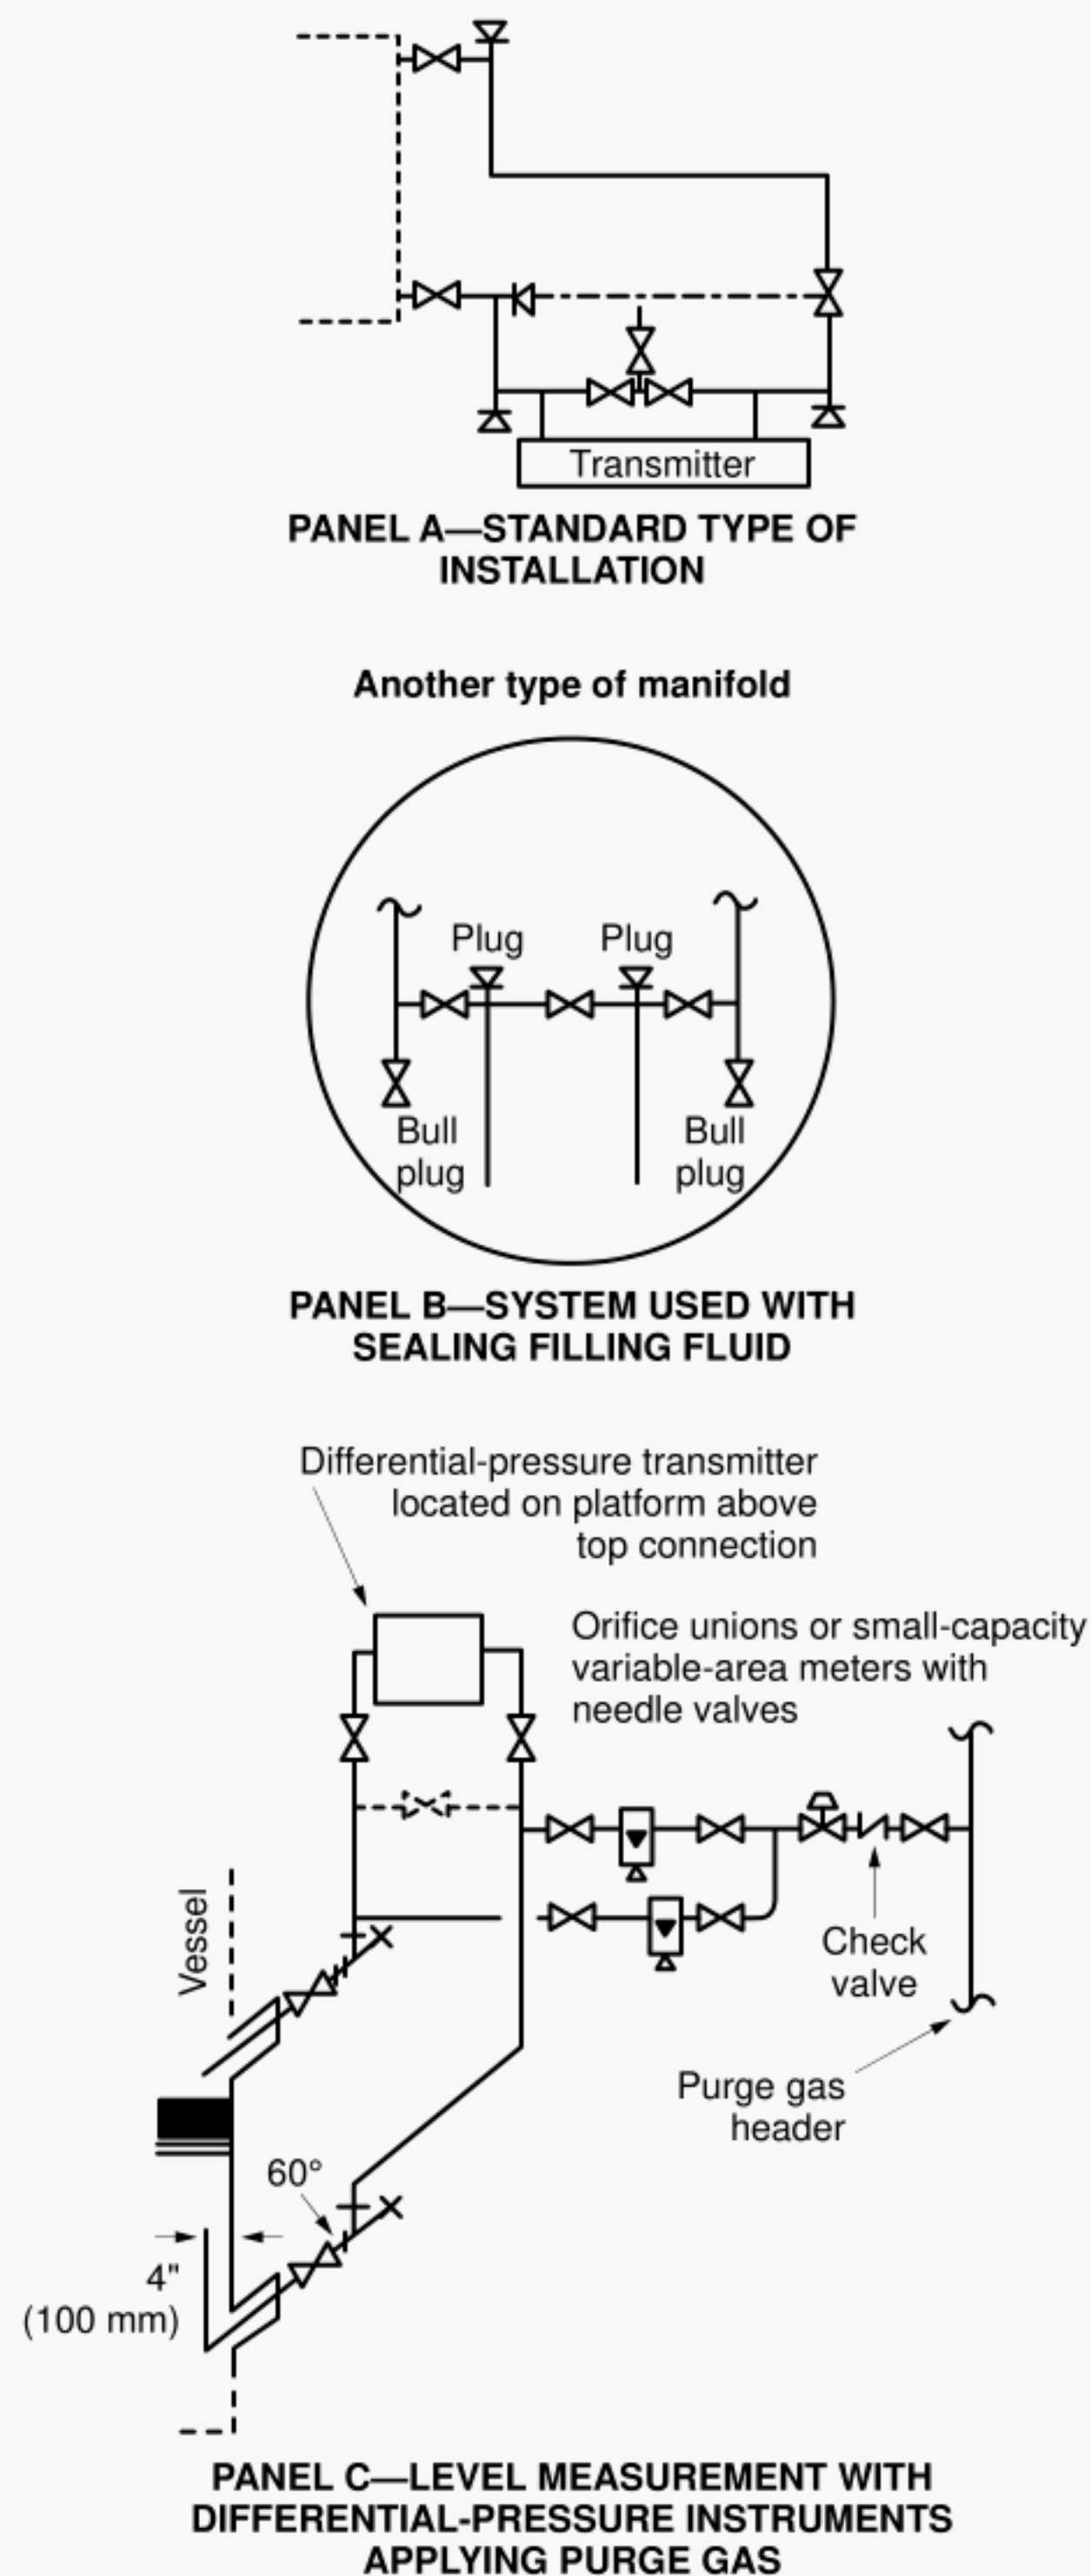 Transmitter
PANEL A—STANDARD TYPE OF
INSTALLATION
Another type of manifold
Plug
Plug
Bull
plug
Bull
plug
PANEL B—SYSTEM USED WITH
SEALING FILLING FLUID
Differential-pressure transmitter
located on platform above
top connection
Orifice unions or small-capacity
variable-area meters with
needle valves
Vessel
Check
valve
Purge gas
header
60°
4"
(100 mm)
PANEL C—LEVEL MEASUREMENT WITH
DIFFERENTIAL-PRESSURE INSTRUMENTS
APPLYING PURGE GAS